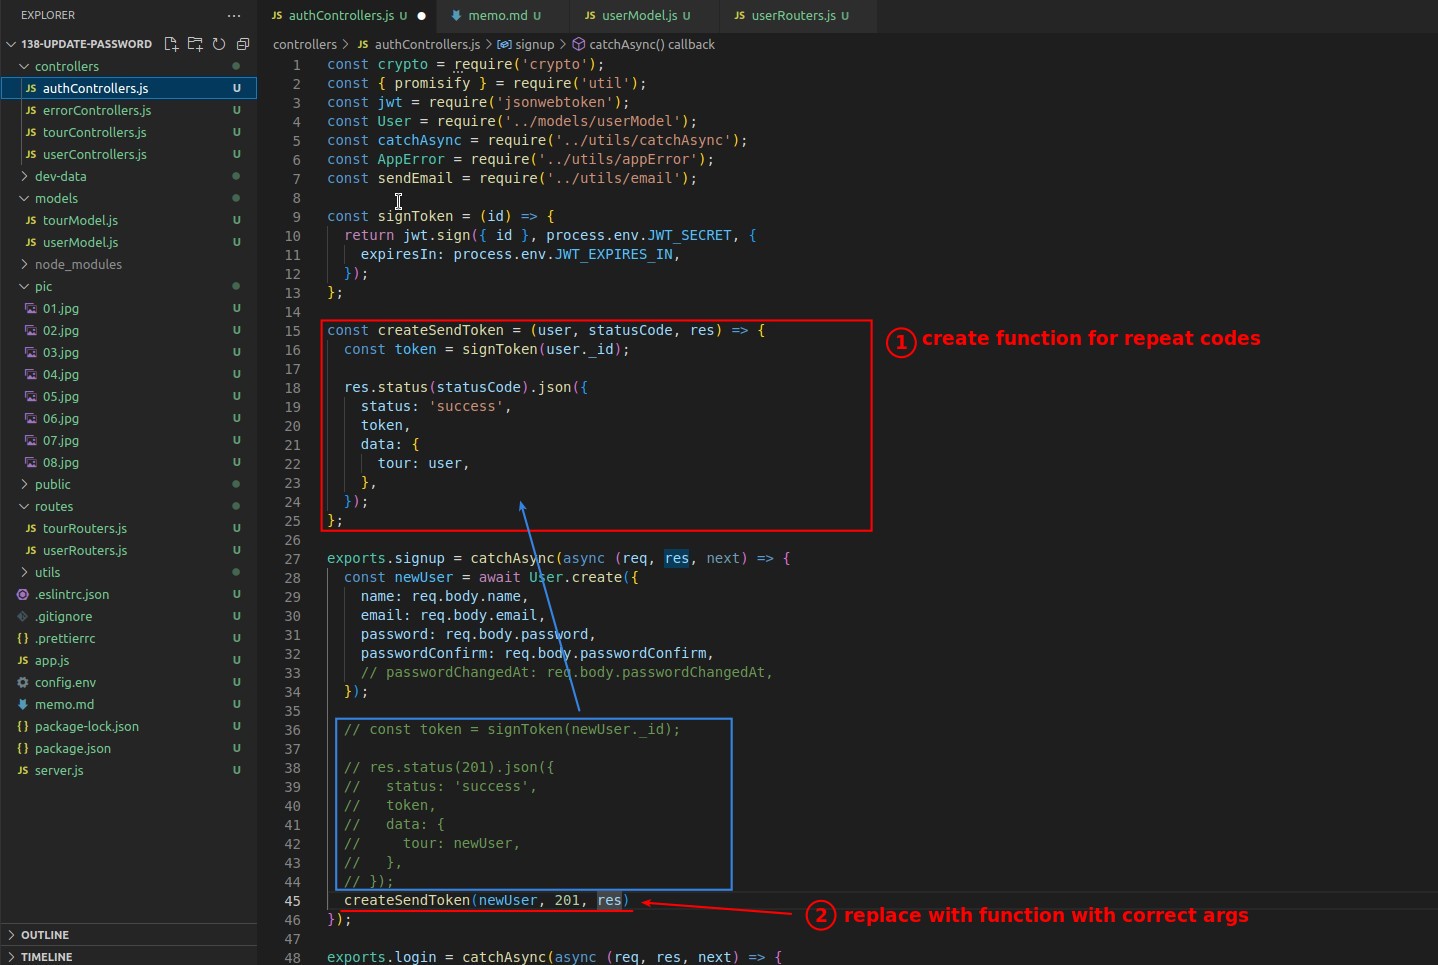 EXPLORER ···
138-UPDATE-PASSWORD
controllers
JS authControllers.js U
JS errorControllers.js U
JS tourControllers.js U
JS userControllers.js U
dev-data
models
JS tourModel.js U
JS userModel.js U
node_modules
pic
01.jpg U
02.jpg U
03.jpg U
04.jpg U
05.jpg U
06.jpg U
07.jpg U
08.jpg U
public
routes
JS tourRouters.js U
JS userRouters.js U
utils
.eslintrc.json U
.gitignore U
{} .prettierrc U
JS app.js U
config.env U
memo.md U
{} package-lock.json U
{} package.json U
JS server.js U
OUTLINE
TIMELINE
JS authControllers.js U ● memo.md U JS userModel.js U JS userRouters.js U
controllers > JS authControllers.js > signup > catchAsync() callback
1 const crypto = require('crypto');
2 const { promisify } = require('util');
3 const jwt = require('jsonwebtoken');
4 const User = require('../models/userModel');
5 const catchAsync = require('../utils/catchAsync');
6 const AppError = require('../utils/appError');
7 const sendEmail = require('../utils/email');
8
9 const signToken = (id) => {
10 return jwt.sign({ id }, process.env.JWT_SECRET, {
11 expiresIn: process.env.JWT_EXPIRES_IN,
12 });
13 };
14
15 const createSendToken = (user, statusCode, res) => {
16 const token = signToken(user._id);
17
18 res.status(statusCode).json({
19 status: 'success',
20 token,
21 data: {
22 tour: user,
23 },
24 });
25 };
26
27 exports.signup = catchAsync(async (req, res, next) => {
28 const newUser = await User.create({
29 name: req.body.name,
30 email: req.body.email,
31 password: req.body.password,
32 passwordConfirm: req.body.passwordConfirm,
33 // passwordChangedAt: req.body.passwordChangedAt,
34 });
35
36 // const token = signToken(newUser._id);
37
38 // res.status(201).json({
39 // status: 'success',
40 // token,
41 // data: {
42 // tour: newUser,
43 // },
44 // });
45 createSendToken(newUser, 201, res)
46 });
47
48 exports.login = catchAsync(async (req, res, next) => {
1 create function for repeat codes
2 replace with function with correct args